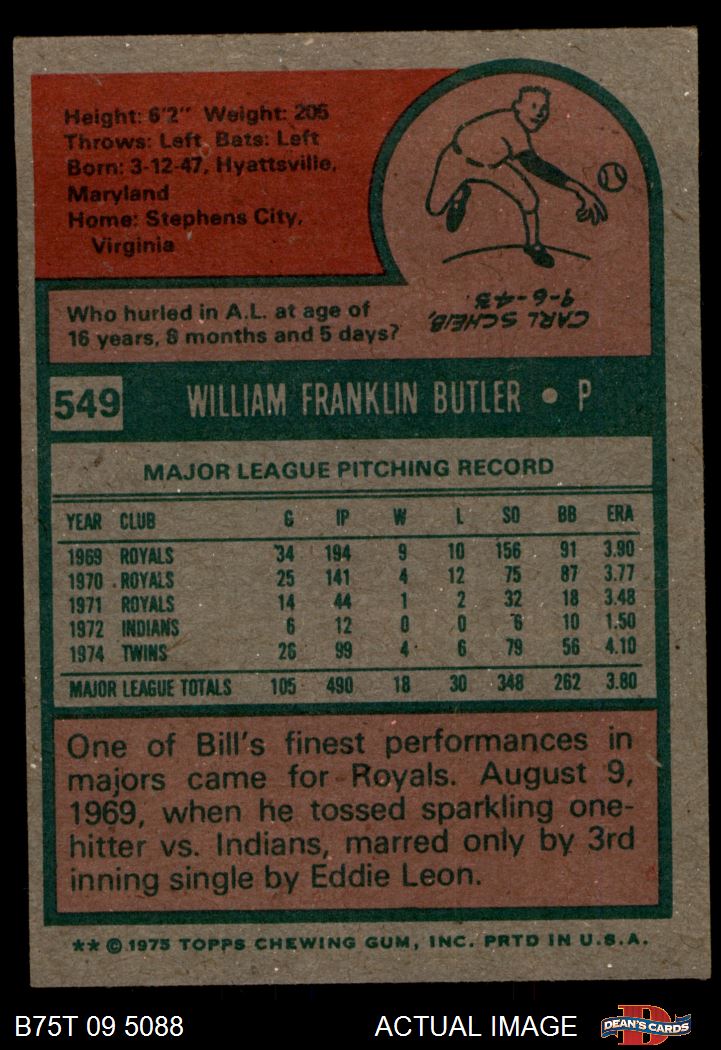 Height: 6'2" Weight: 205
Throws: Left Bats: Left
Born: 3-12-47, Hyattsville,
Maryland
Home: Stephens City,
Virginia
Who hurled in A.L. at age of
16 years, 8 months and 5 days?
CARL SCHEIB,
9-6-43.
549 WILLIAM FRANKLIN BUTLER • P
MAJOR LEAGUE PITCHING RECORD
YEAR CLUB G IP W L SO BB ERA
1969 ROYALS 34 194 9 10 156 91 3.90
1970 ROYALS 25 141 4 12 75 87 3.77
1971 ROYALS 14 44 1 2 32 18 3.48
1972 INDIANS 6 12 0 0 6 10 1.50
1974 TWINS 26 99 4 6 79 56 4.10
MAJOR LEAGUE TOTALS 105 490 18 30 348 262 3.80
One of Bill's finest performances in
majors came for Royals. August 9,
1969, when he tossed sparkling one-
hitter vs. Indians, marred only by 3rd
inning single by Eddie Leon.
** © 1975 TOPPS CHEWING GUM, INC. PRTD IN U.S.A.
B75T 09 5088 ACTUAL IMAGE DEAN'S CARDS